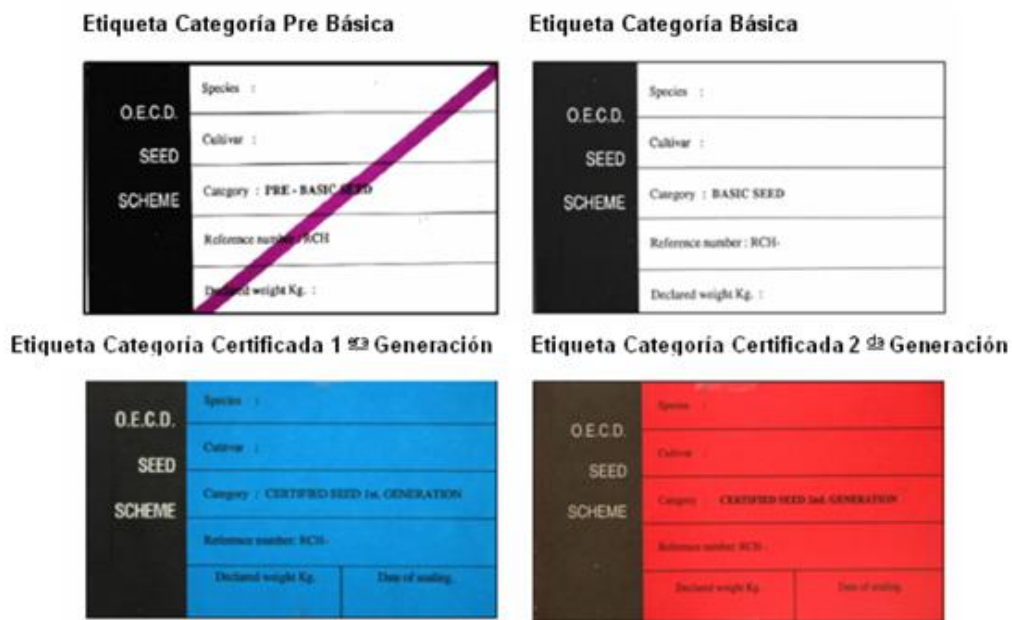 Etiqueta Categoría Pre Básica
O.E.C.D.
SEED
SCHEME
Species :
Cultivar :
Category : PRE - BASIC SEED
Reference number : RCH
Declared weight Kg. :
Etiqueta Categoría Básica
O.E.C.D.
SEED
SCHEME
Species :
Cultivar :
Category : BASIC SEED
Reference number : RCH-
Declared weight Kg. :
Etiqueta Categoría Certificada 1 era Generación
O.E.C.D.
SEED
SCHEME
Species :
Cultivar :
Category : CERTIFIED SEED 1st. GENERATION
Reference number: RCH-
Declared weight Kg.
Date of sealing.
Etiqueta Categoría Certificada 2 da Generación
O.E.C.D.
SEED
SCHEME
Species :
Cultivar :
Category : CERTIFIED SEED 2nd. GENERATION
Reference number: RCH-
Declared weight Kg.
Date of sealing.